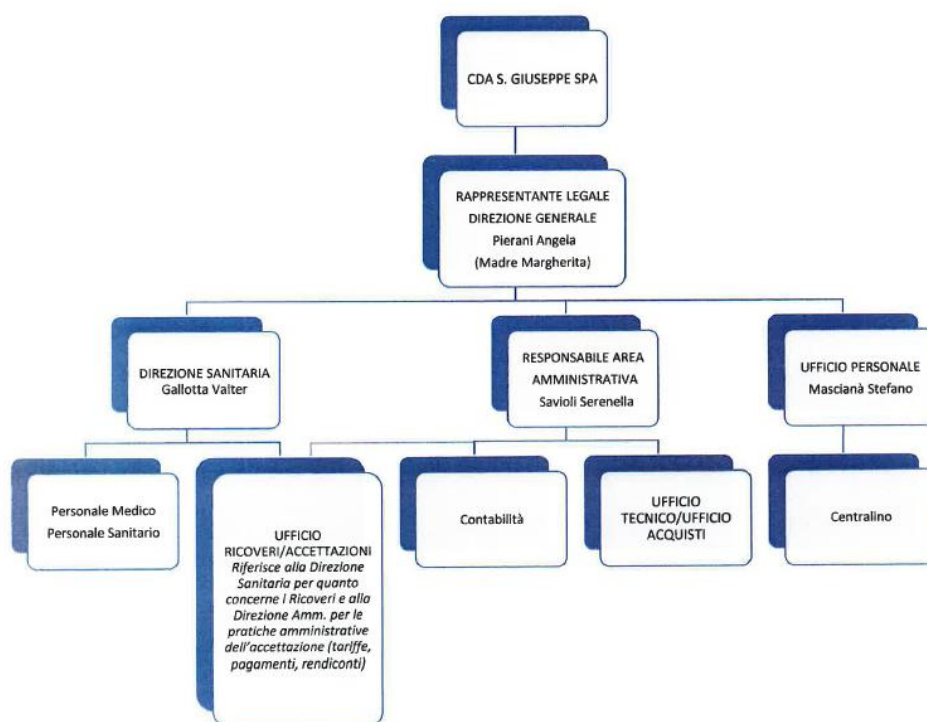 CDA S. GIUSEPPE SPA
RAPPRESENTANTE LEGALE
DIREZIONE GENERALE
Pierani Angela
(Madre Margherita)
DIREZIONE SANITARIA
Gallotta Valter
RESPONSABILE AREA
AMMINISTRATIVA
Savioli Serenella
UFFICIO PERSONALE
Mascianà Stefano
Personale Medico
Personale Sanitario
UFFICIO
RICOVERI/ACCETTAZIONI
Riferisce alla Direzione
Sanitaria per quanto
concerne i Ricoveri e alla
Direzione Amm. per le
pratiche amministrative
dell'accettazione (tariffe,
pagamenti, rendiconti)
Contabilità
UFFICIO
TECNICO/UFFICIO
ACQUISTI
Centralino